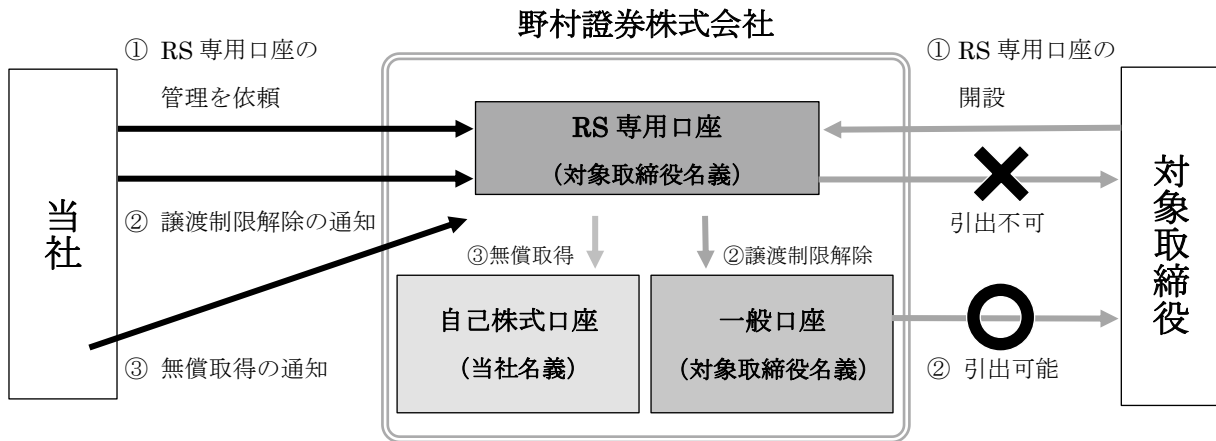 野村證券株式会社
① RS 専用口座の
管理を依頼
② 譲渡制限解除の通知
③ 無償取得の通知
当社
RS 専用口座
（対象取締役名義）
③無償取得
②譲渡制限解除
自己株式口座
（当社名義）
一般口座
（対象取締役名義）
① RS 専用口座の
開設
引出不可
② 引出可能
対象取締役